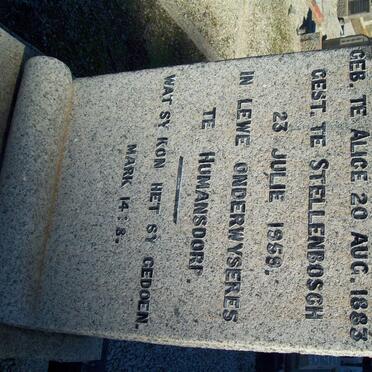 GEB. TE ALICE 20 AUG. 1883
GEST. TE STELLENBOSCH
23 JULIE 1959.
IN LEWE ONDERWYSERES
TE HUMANSDORP.
WAT SY KON HET SY GEDOEN.
MARK 14:8.